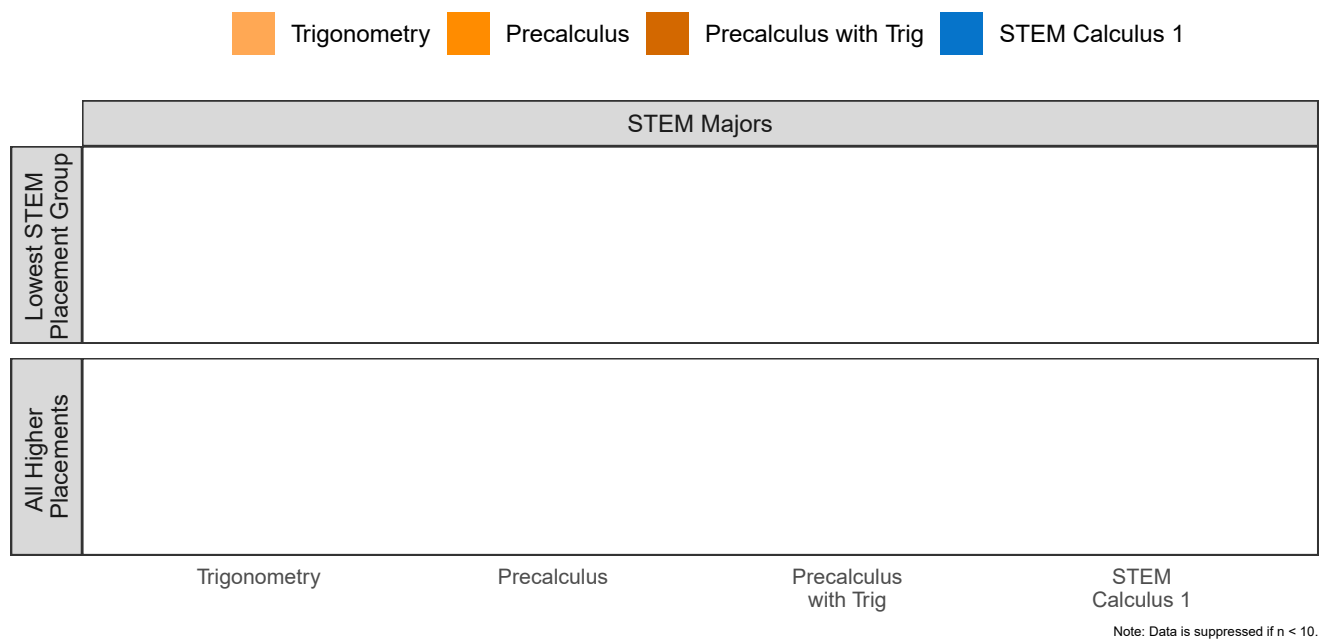 Trigonometry Precalculus Precalculus with Trig STEM Calculus 1
STEM Majors
Lowest STEM
Placement Group
All Higher
Placements
Trigonometry Precalculus Precalculus STEM
with Trig Calculus 1
Note: Data is suppressed if n < 10.